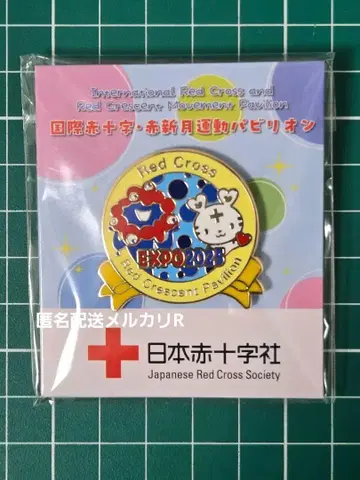 International Red Cross and
Red Crescent Movement Pavilion
国際赤十字・赤新月運動パビリオン
Red Cross
EXPO2025
Red Crescent Pavilion
匿名配送メルカリR
日本赤十字社
Japanese Red Cross Society